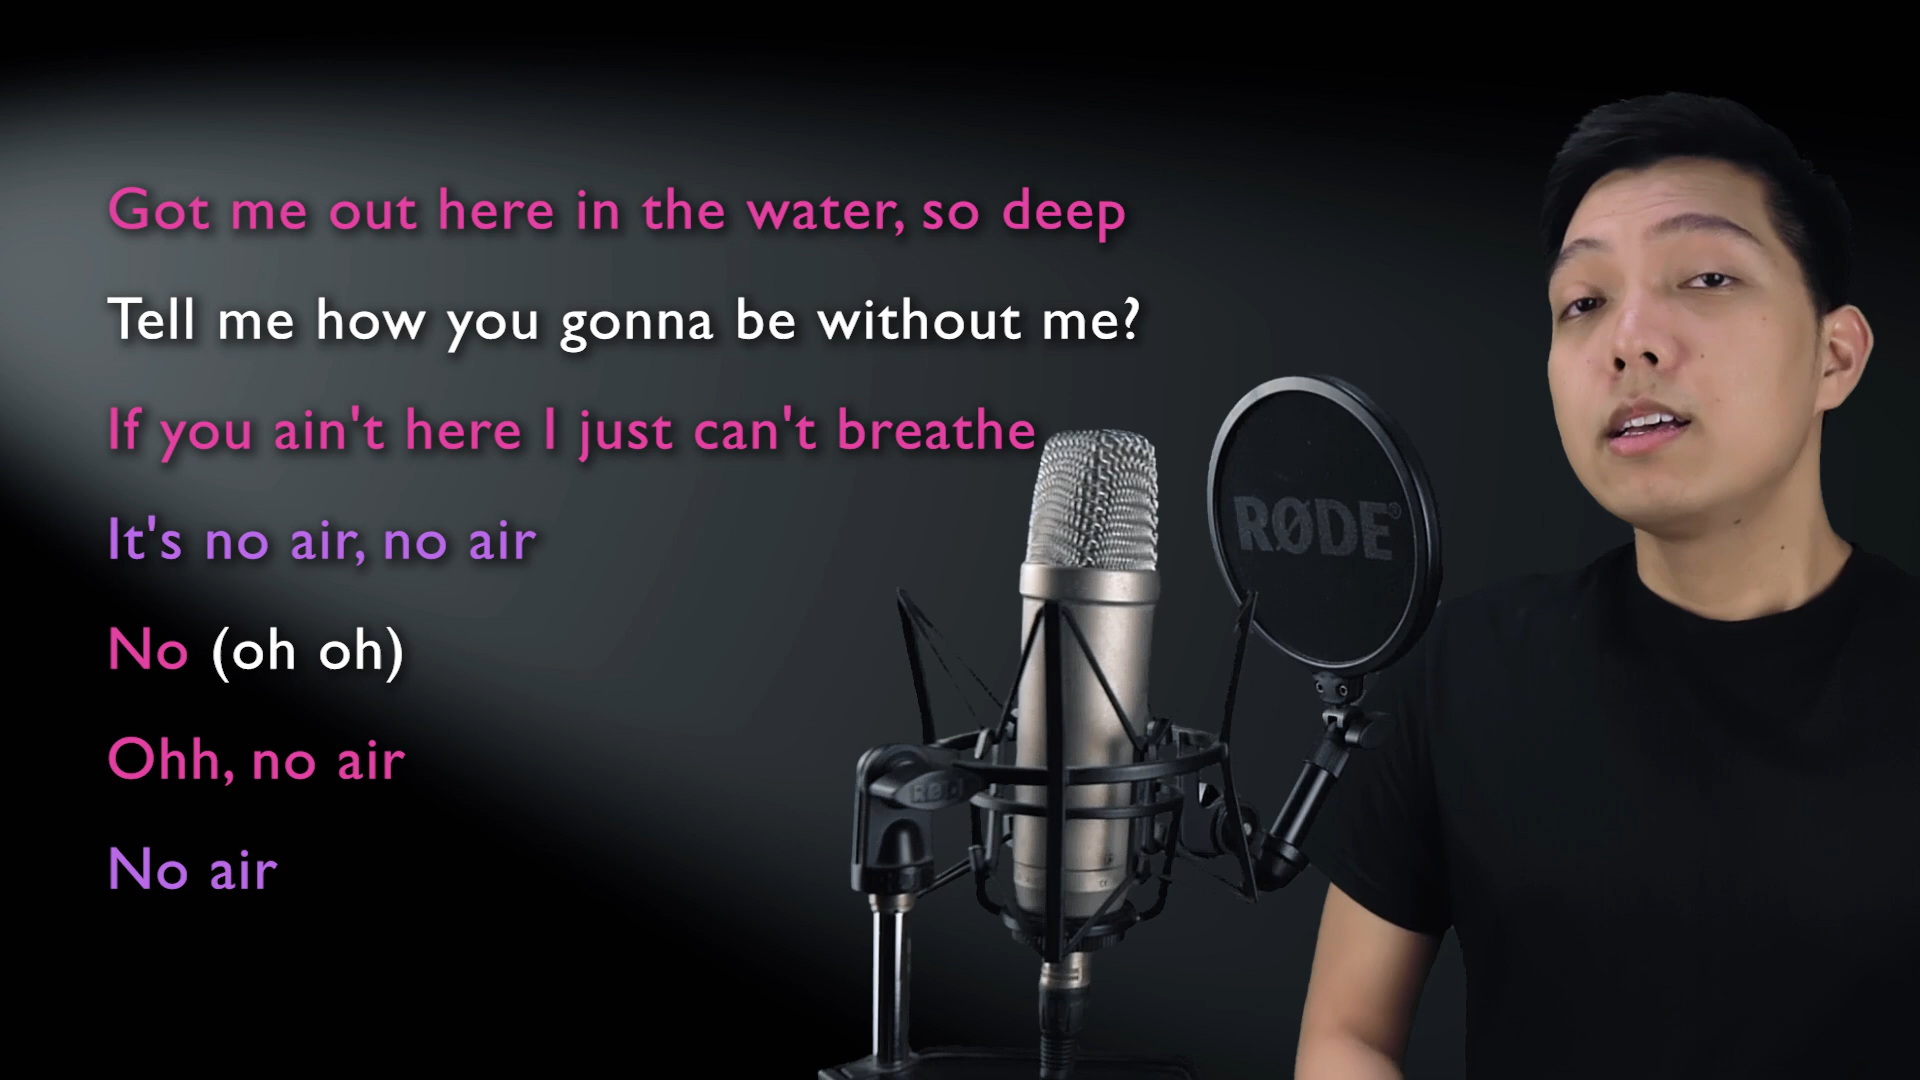 Got me out here in the water, so deep
Tell me how you gonna be without me?
If you ain't here I just can't breathe
It's no air, no air
No (oh oh)
Ohh, no air
No air
RØDE®
RØDE